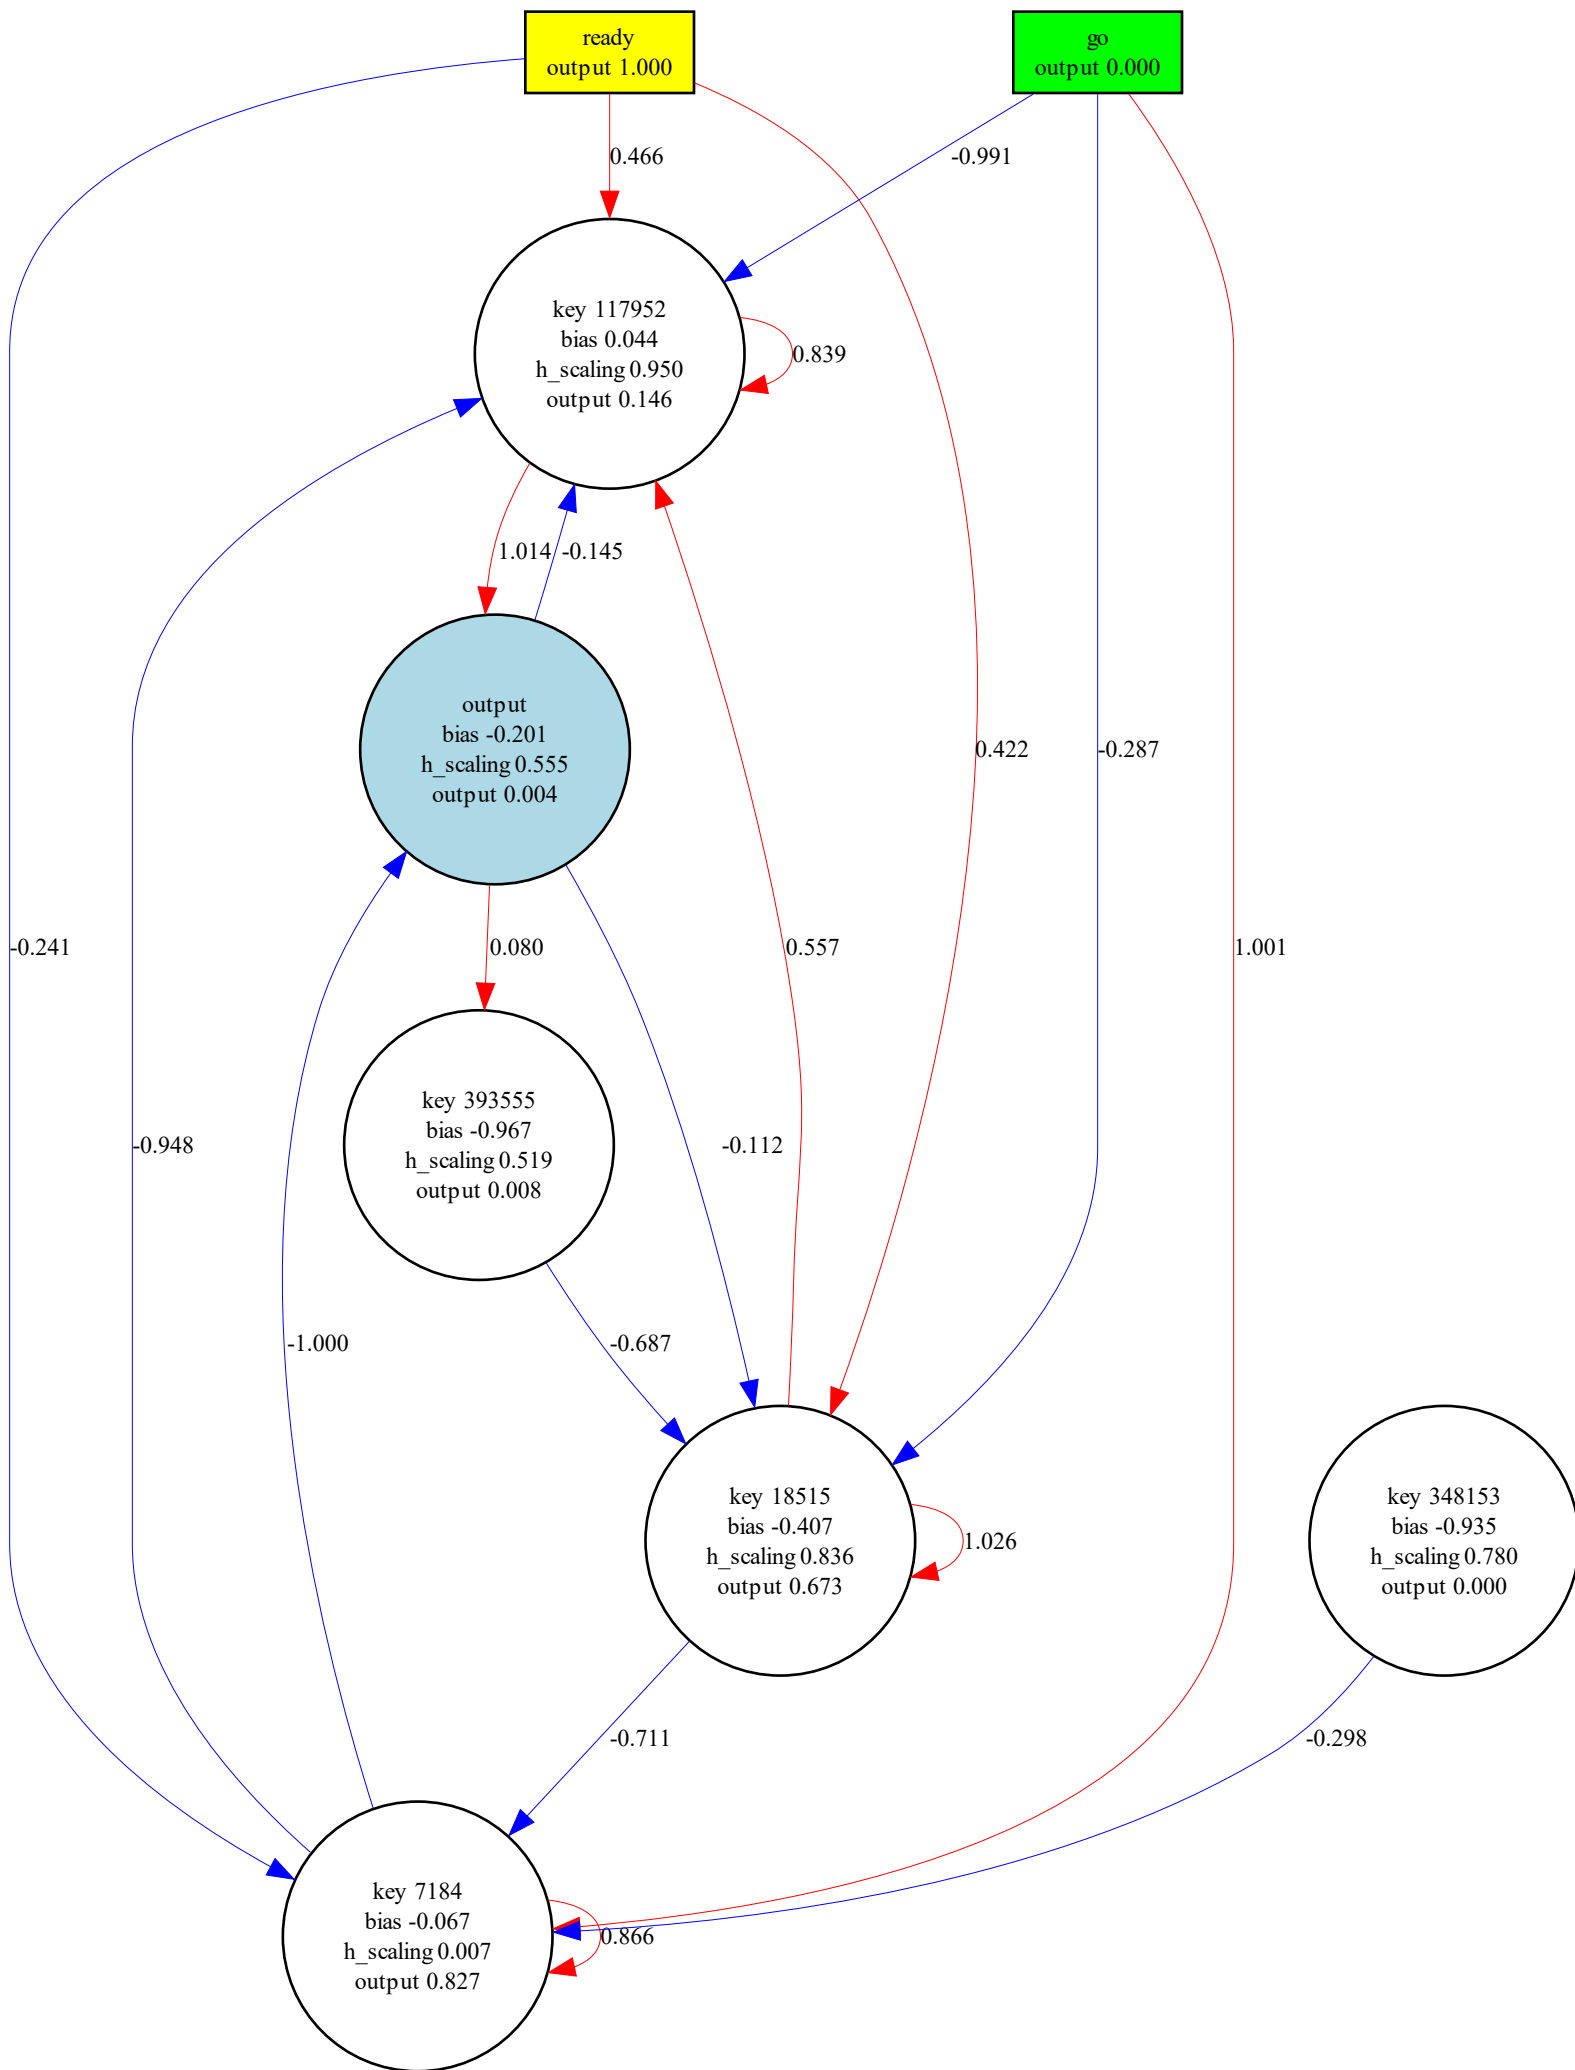 ready
output 1.000
go
output 0.000
0.466
-0.991
key 117952
bias 0.044
h_scaling 0.950
output 0.146
0.839
1.014
-0.145
output
bias -0.201
h_scaling 0.555
output 0.004
0.422
-0.287
-0.241
0.080
0.557
1.001
key 393555
bias -0.967
h_scaling 0.519
output 0.008
-0.948
-0.112
-1.000
-0.687
key 18515
bias -0.407
h_scaling 0.836
output 0.673
1.026
key 348153
bias -0.935
h_scaling 0.780
output 0.000
-0.711
-0.298
key 7184
bias -0.067
h_scaling 0.007
output 0.827
0.866